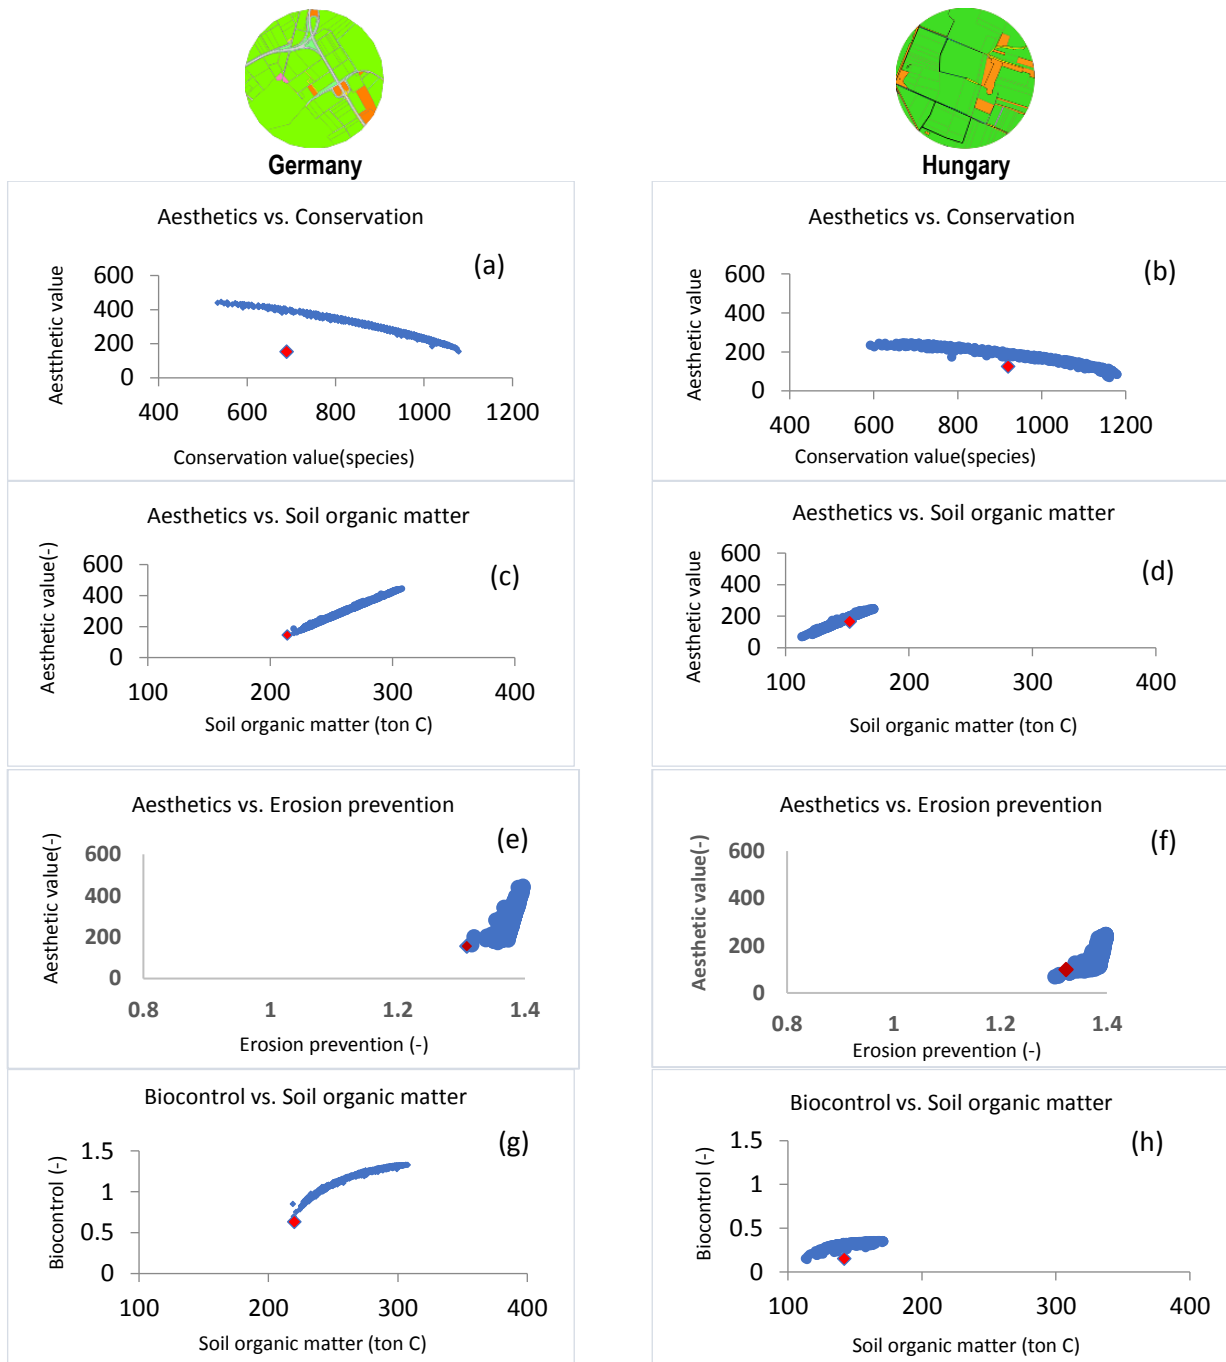 Germany
Hungary
Aesthetics vs. Conservation
(a)
Aestthetic value
600
400
200
0
400 600 800 1000 1200
Conservation value(species)
Aesthetics vs. Conservation
(b)
Aesthetic value
600
400
200
0
400 600 800 1000 1200
Conservation value(species)
Aesthetics vs. Soil organic matter
(c)
Aesthetic value(-)
600
400
200
0
100 200 300 400
Soil organic matter (ton C)
Aesthetics vs. Soil organic matter
(d)
Aesthetic value
600
400
200
0
100 200 300 400
Soil organic matter (ton C)
Aesthetics vs. Erosion prevention
(e)
Aesthetic value(-)
600
400
200
0
0.8 1 1.2 1.4
Erosion prevention (-)
Aesthetics vs. Erosion prevention
(f)
Aesthetic value(-)
600
400
200
0
0.8 1 1.2 1.4
Erosion prevention (-)
Biocontrol vs. Soil organic matter
(g)
Biocontrol (-)
1.5
1
0.5
0
100 200 300 400
Soil organic matter (ton C)
Biocontrol vs. Soil organic matter
(h)
Biocontrol (-)
1.5
1
0.5
0
100 200 300 400
Soil organic matter (ton C)